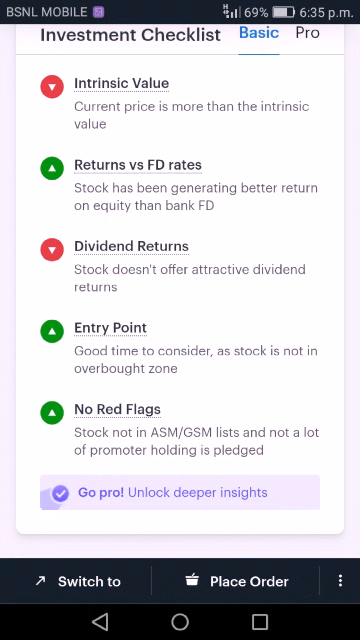 BSNL MOBILE 69% 6:35 p.m.
Investment Checklist Basic Pro
Intrinsic Value
Current price is more than the intrinsic
value
Returns vs FD rates
Stock has been generating better return
on equity than bank FD
Dividend Returns
Stock doesn't offer attractive dividend
returns
Entry Point
Good time to consider, as stock is not in
overbought zone
No Red Flags
Stock not in ASM/GSM lists and not a lot
of promoter holding is pledged
Go pro! Unlock deeper insights
Switch to Place Order